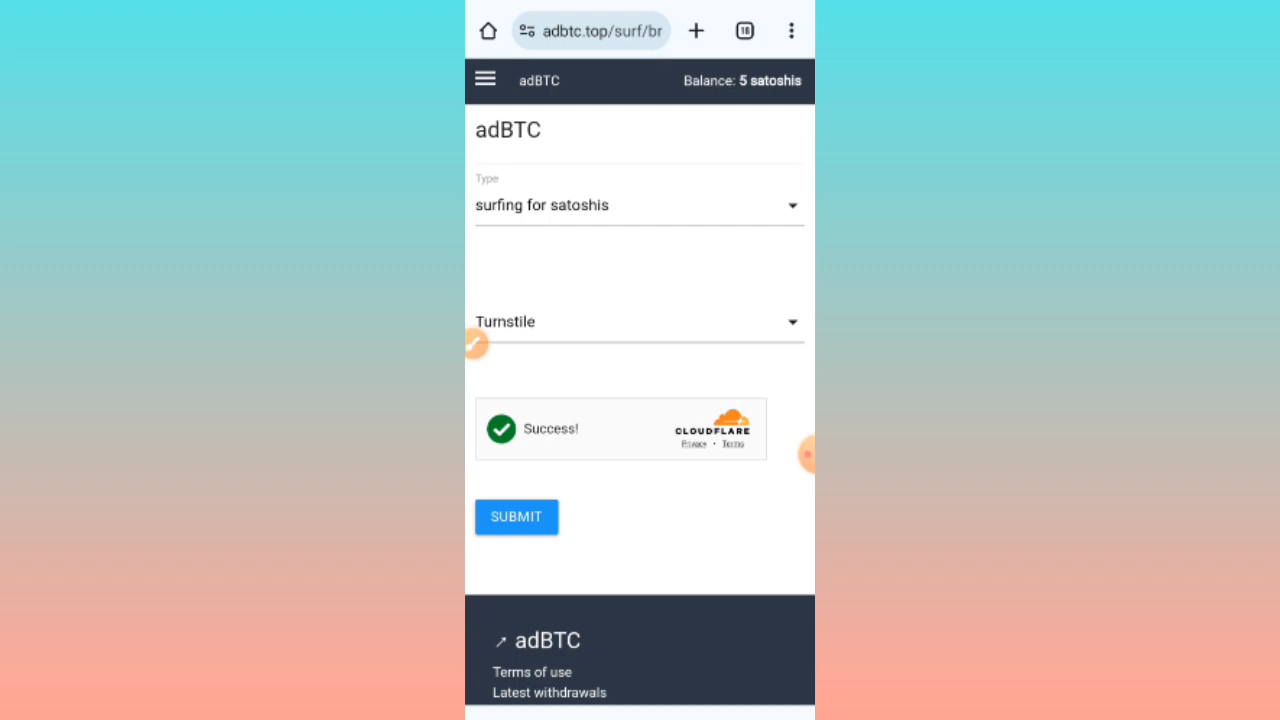 adbtc.top/surf/br
18
adBTC
Balance: 5 satoshis
adBTC
Type
surfing for satoshis
Turnstile
Success!
CLOUDFLARE
Privacy • Terms
SUBMIT
adBTC
Terms of use
Latest withdrawals